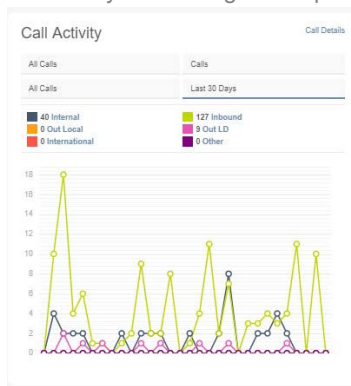 Call Activity
Call Details
All Calls
Calls
All Calls
Last 30 Days
40 Internal
127 Inbound
0 Out Local
9 Out LD
0 International
0 Other
18
16
14
12
10
8
6
4
2
0